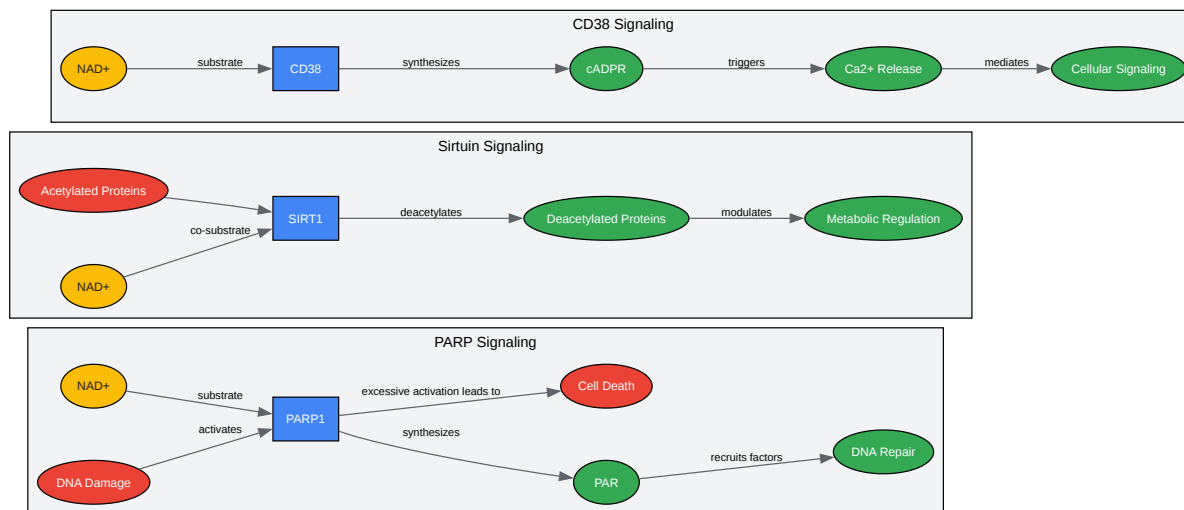 CD38 Signaling
NAD+
substrate
CD38
synthesizes
cADPR
triggers
Ca2+ Release
mediates
Cellular Signaling
Sirtuin Signaling
Acetylated Proteins
NAD+
co-substrate
SIRT1
deacetylates
Deacetylated Proteins
modulates
Metabolic Regulation
PARP Signaling
NAD+
substrate
DNA Damage
activates
PARP1
excessive activation leads to
Cell Death
synthesizes
PAR
recruits factors
DNA Repair